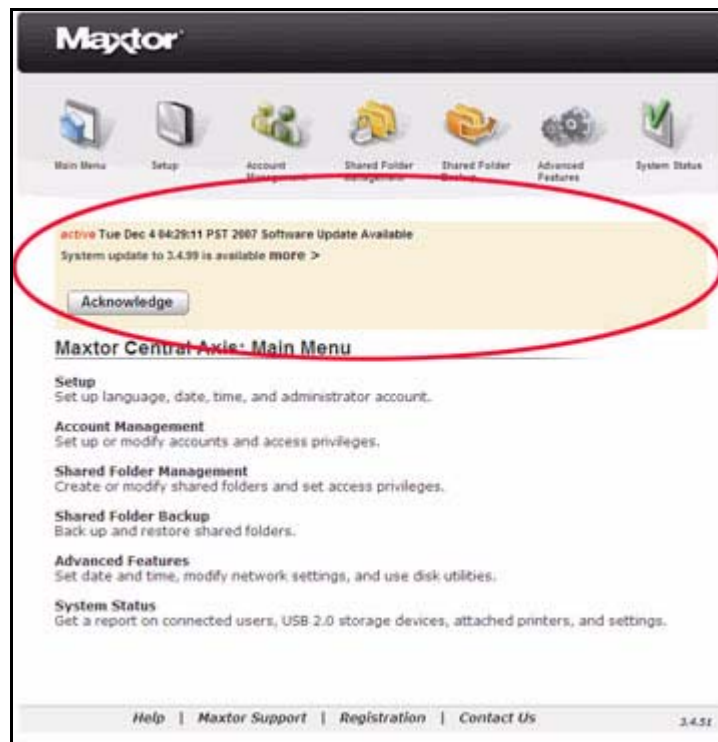 Maxtor
Main Menu
Setup
Account Management
Shared Folder Management
Shared Folder Backup
Advanced Features
System Status
active Tue Dec 4 04:29:11 PST 2007 Software Update Available
System update to 3.4.99 is available more >
Acknowledge
Maxtor Central Axis: Main Menu
Setup
Set up language, date, time, and administrator account.
Account Management
Set up or modify accounts and access privileges.
Shared Folder Management
Create or modify shared folders and set access privileges.
Shared Folder Backup
Back up and restore shared folders.
Advanced Features
Set date and time, modify network settings, and use disk utilities.
System Status
Get a report on connected users, USB 2.0 storage devices, attached printers, and settings.
Help | Maxtor Support | Registration | Contact Us
3.4.51